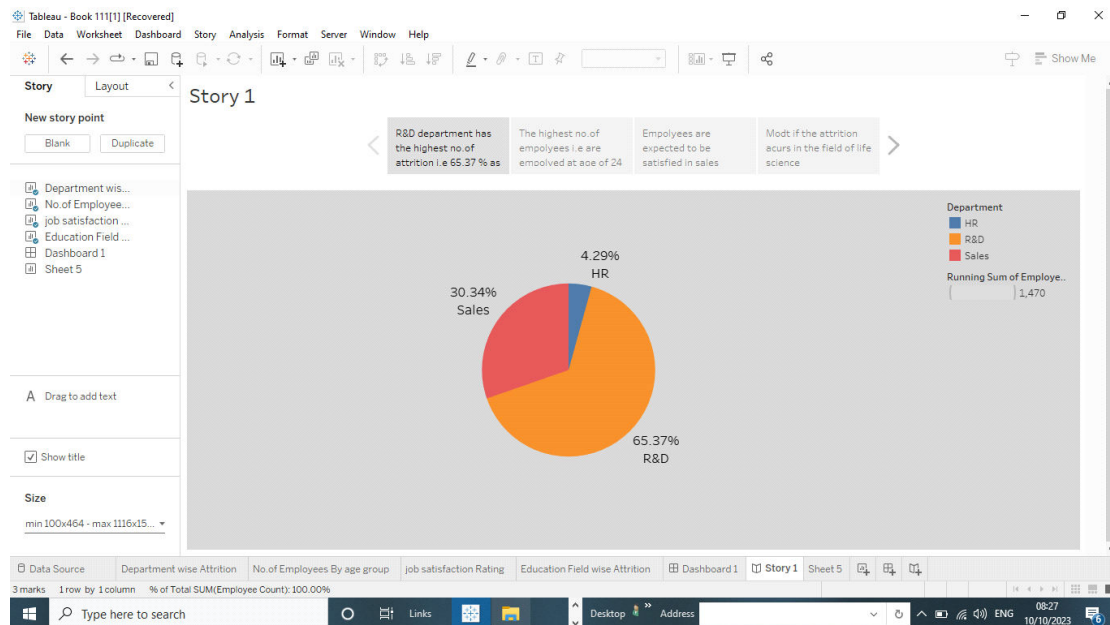 Tableau - Book 111[1] [Recovered]
File Data Worksheet Dashboard Story Analysis Format Server Window Help
Show Me
Story Layout
New story point
Blank Duplicate
Department wis...
No.of Employee...
job satisfaction ...
Education Field ...
Dashboard 1
Sheet 5
A Drag to add text
Show title
Size
min 100x464 - max 1116x15...
Story 1
R&D department has
the highest no.of
attrition i.e 65.37 % as
The highest no.of
empolyees i.e are
empolved at age of 24
Empolyees are
expected to be
satisfied in sales
Modt if the attrition
acurs in the field of life
science
4.29%
HR
30.34%
Sales
65.37%
R&D
Department
HR
R&D
Sales
Running Sum of Employe..
1,470
Data Source Department wise Attrition No.of Employees By age group job satisfaction Rating Education Field wise Attrition Dashboard 1 Story 1 Sheet 5
3 marks 1 row by 1 column % of Total SUM(Employee Count): 100.00%
Type here to search Links Desktop Address ENG 08:27
10/10/2023 6